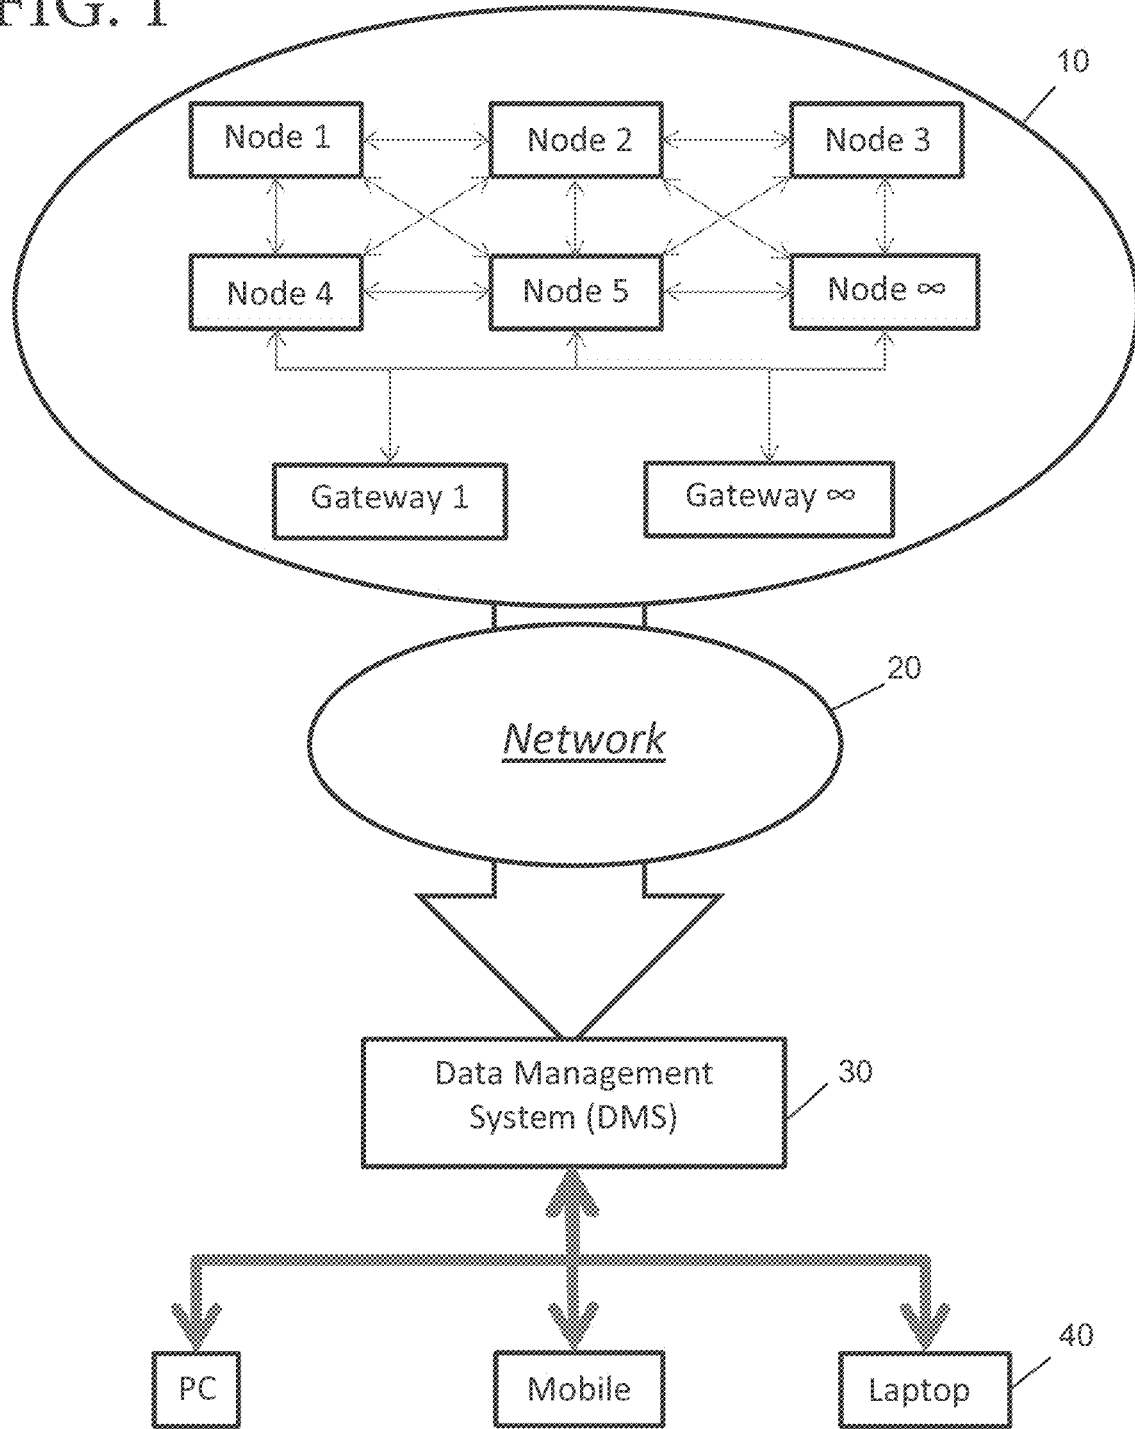 FIG. 1
10
Node 1
Node 2
Node 3
Node 4
Node 5
Node ∞
Gateway 1
Gateway ∞
20
Network
Data Management
System (DMS)
30
40
PC
Mobile
Laptop